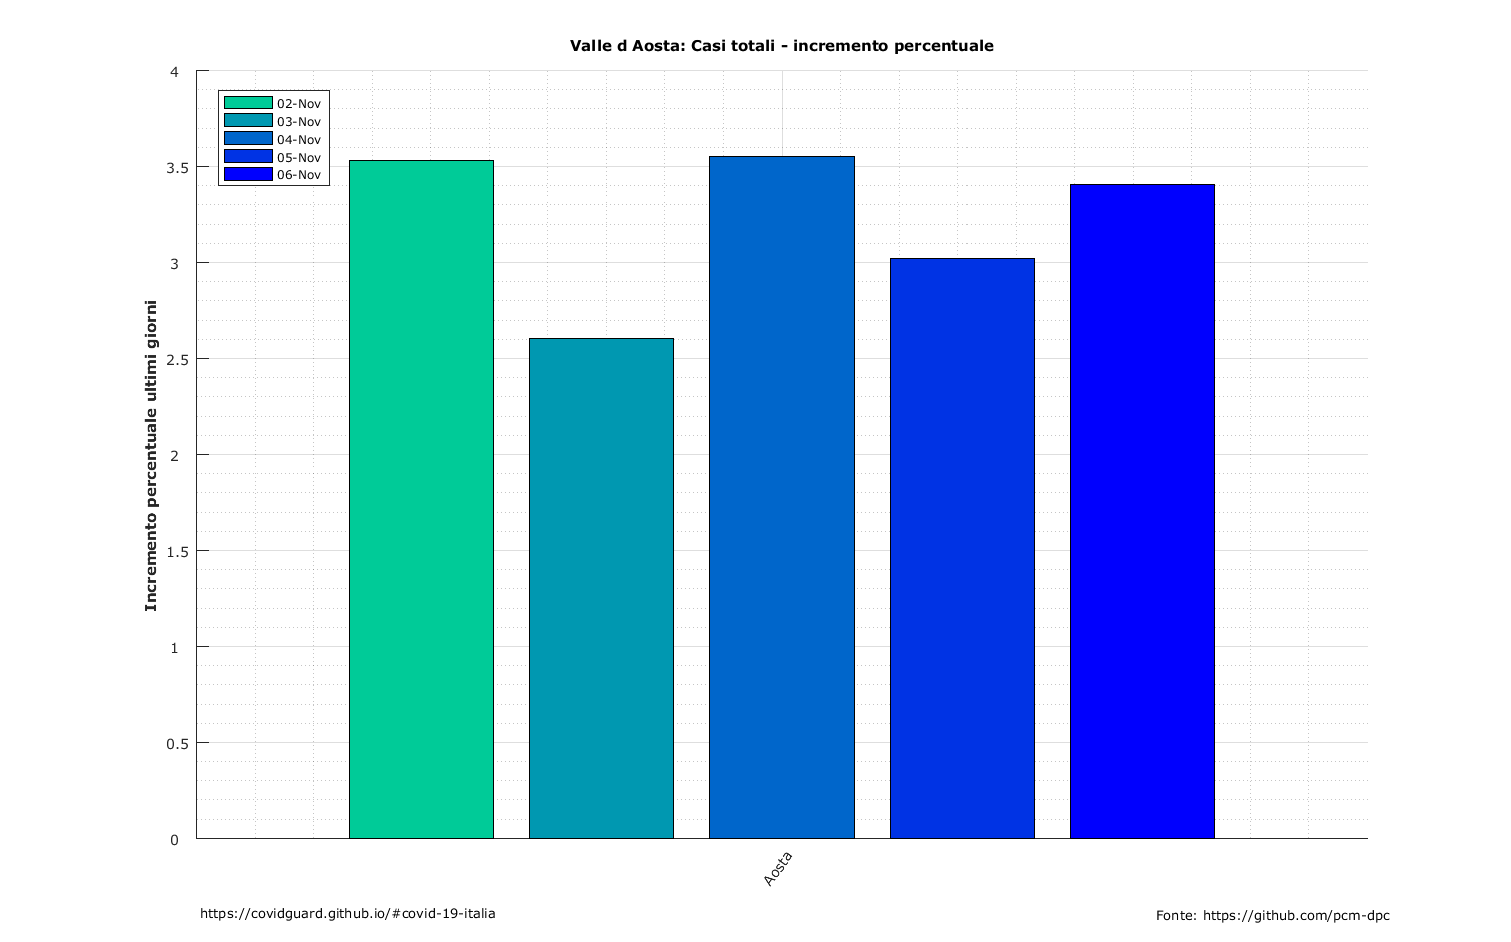 Valle d Aosta: Casi totali - incremento percentuale
4
3.5
3
2.5
2
1.5
1
0.5
0
Incremento percentuale ultimi giorni
02-Nov
03-Nov
04-Nov
05-Nov
06-Nov
Aosta
https://covidguard.github.io/#covid-19-italia
Fonte: https://github.com/pcm-dpc